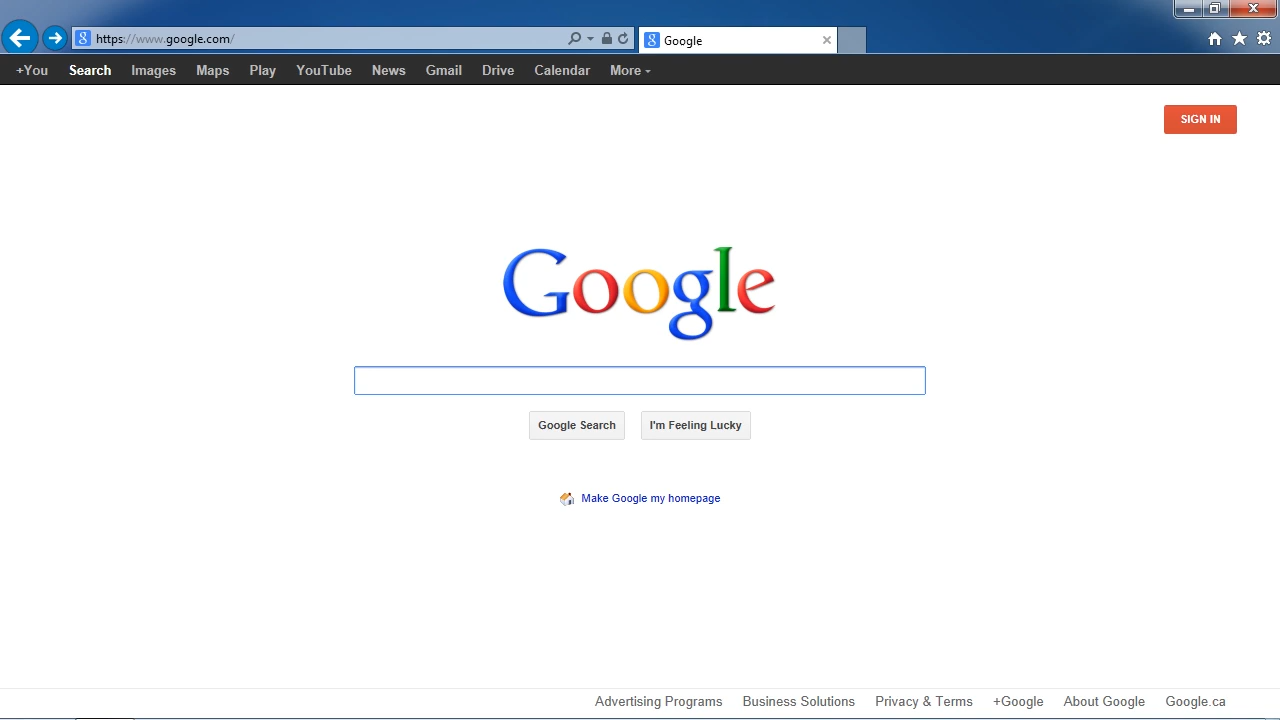 https://www.google.com/
Google
+You Search Images Maps Play YouTube News Gmail Drive Calendar More
SIGN IN
Google
Google Search I'm Feeling Lucky
Make Google my homepage
Advertising Programs Business Solutions Privacy & Terms +Google About Google Google.ca